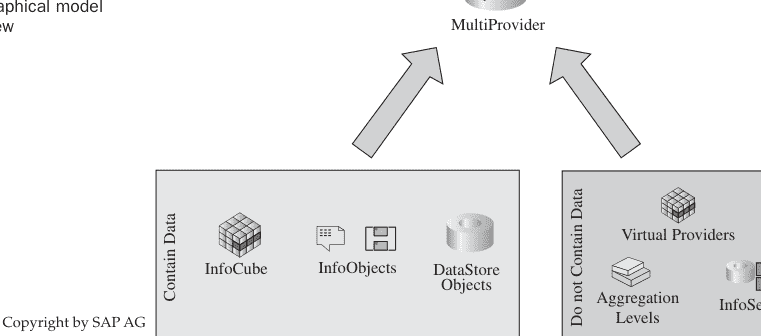 aphical model
ew
MultiProvider
Contain Data
InfoCube
InfoObjects
DataStore
Objects
Do not Contain Data
Virtual Providers
Aggregation
Levels
InfoSe
Copyright by SAP AG